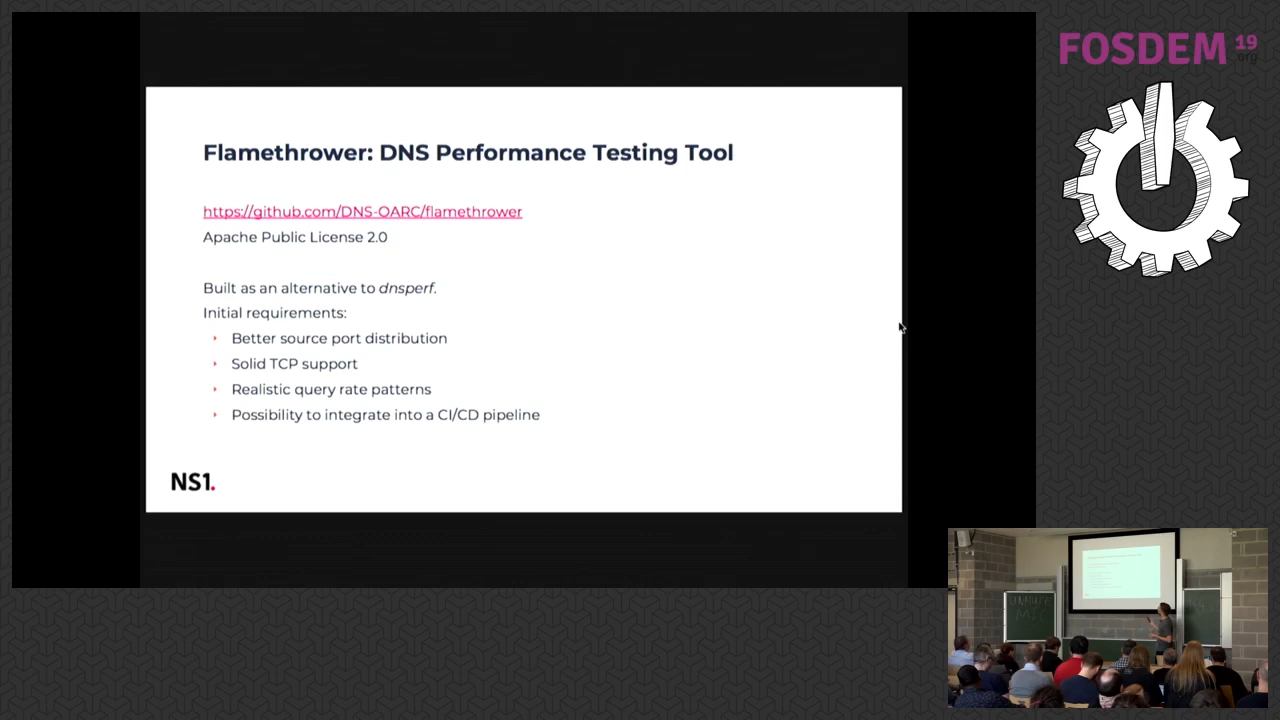 FOSDEM 19
.org
Flamethrower: DNS Performance Testing Tool
https://github.com/DNS-OARC/flamethrower
Apache Public License 2.0
Built as an alternative to dnsperf.
Initial requirements:
Better source port distribution
Solid TCP support
Realistic query rate patterns
Possibility to integrate into a CI/CD pipeline
NS1.